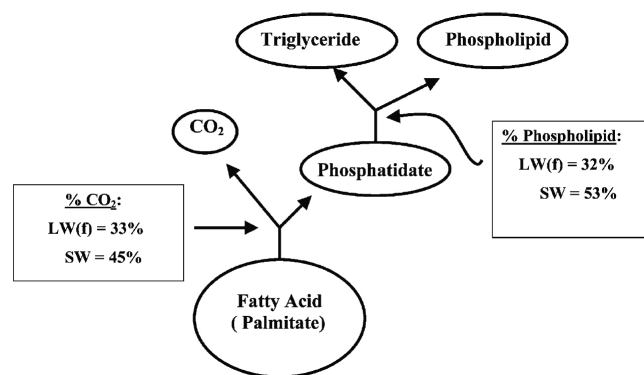 Triglyceride
Phospholipid
CO₂
Phosphatidate
% Phospholipid:
LW(f) = 32%
SW = 53%
% CO₂:
LW(f) = 33%
SW = 45%
Fatty Acid
( Palmitate)